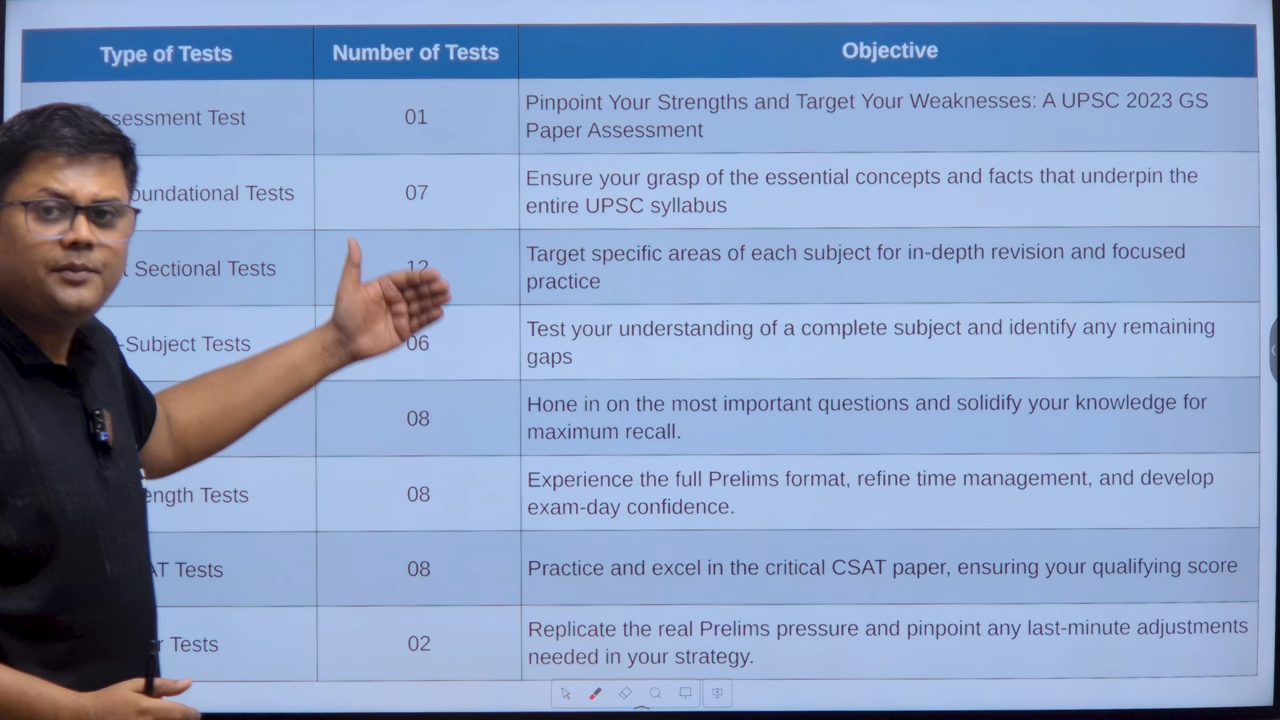 Type of Tests Number of Tests Objective
ssessment Test 01 Pinpoint Your Strengths and Target Your Weaknesses: A UPSC 2023 GS
Paper Assessment
oundational Tests 07 Ensure your grasp of the essential concepts and facts that underpin the
entire UPSC syllabus
Sectional Tests 12 Target specific areas of each subject for in-depth revision and focused
practice
-Subject Tests 06 Test your understanding of a complete subject and identify any remaining
gaps
08 Hone in on the most important questions and solidify your knowledge for
maximum recall.
ength Tests 08 Experience the full Prelims format, refine time management, and develop
exam-day confidence.
AT Tests 08 Practice and excel in the critical CSAT paper, ensuring your qualifying score
r Tests 02 Replicate the real Prelims pressure and pinpoint any last-minute adjustments
needed in your strategy.